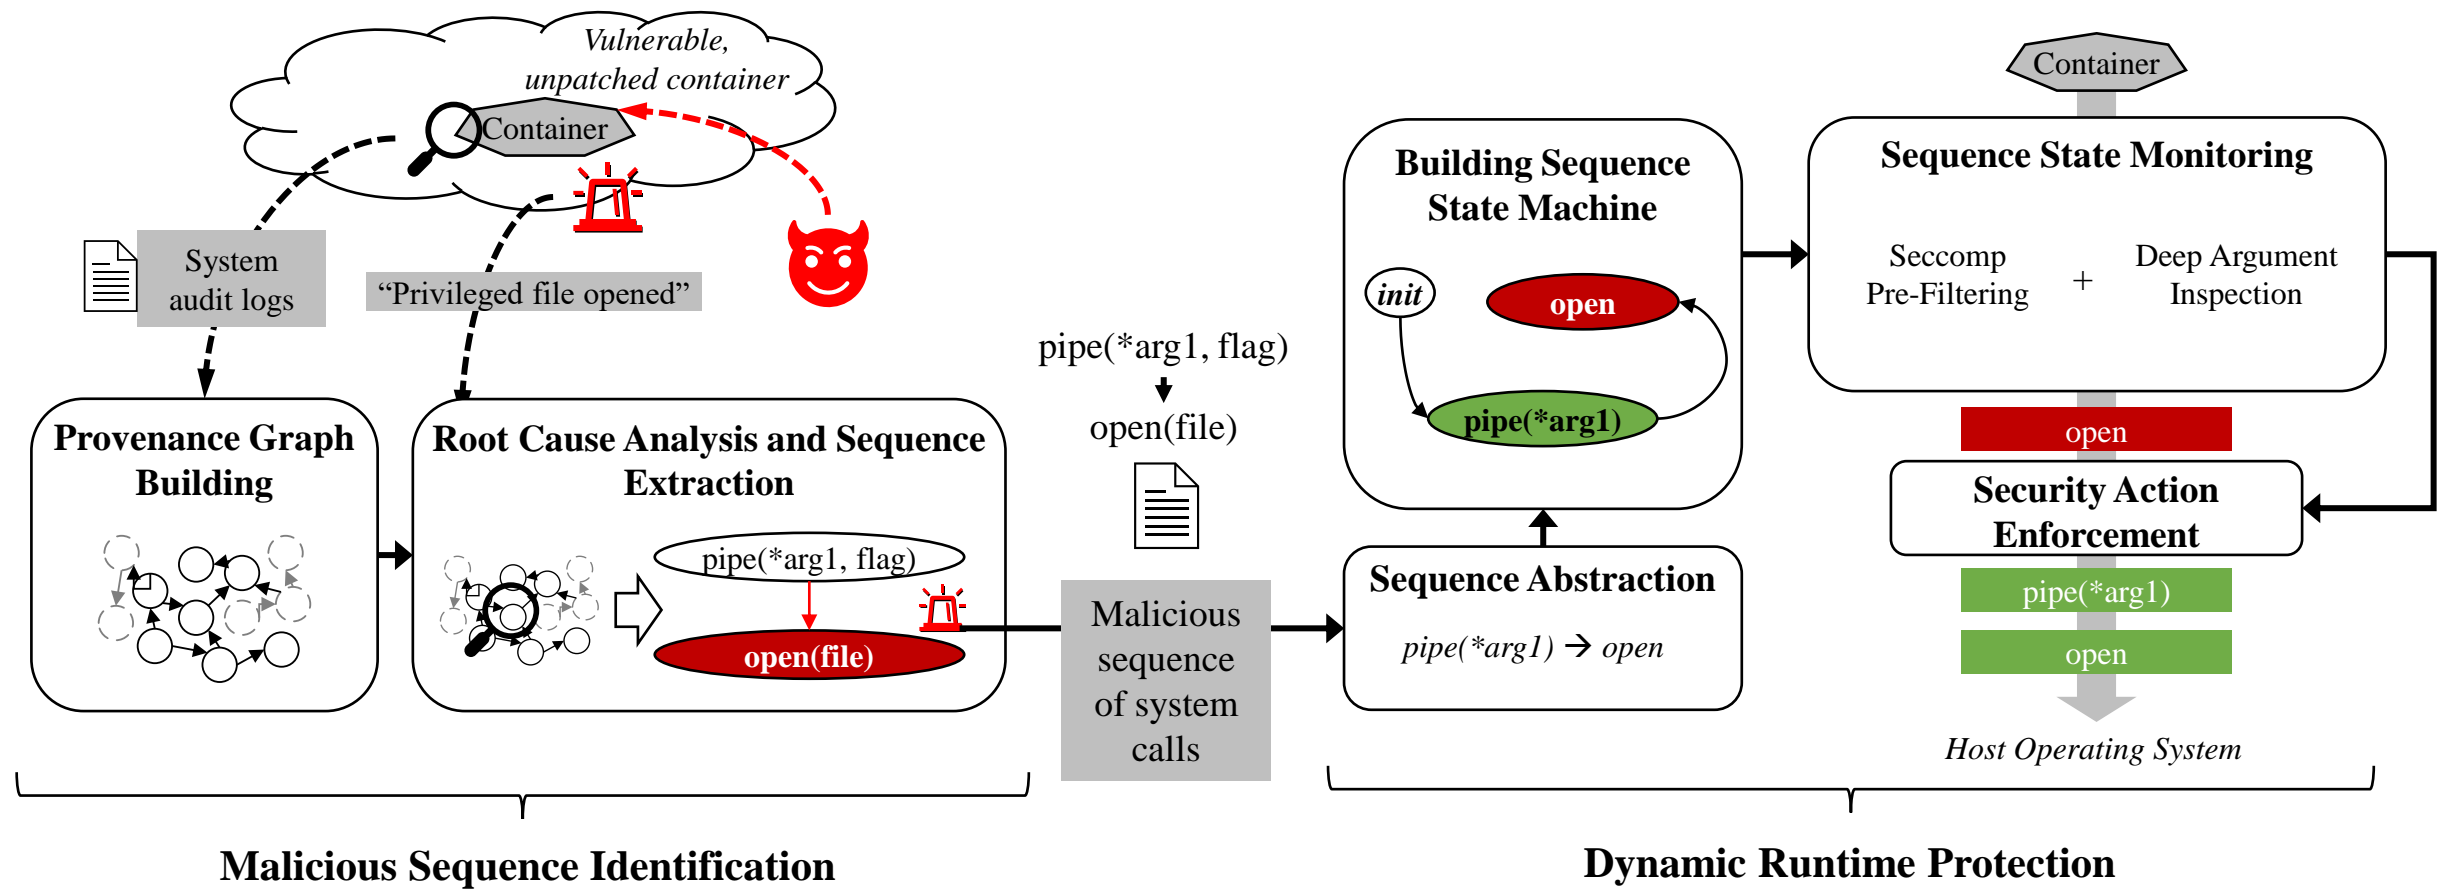 Vulnerable,
unpatched container
Container
System
audit logs
“Privileged file opened”
Provenance Graph
Building
Root Cause Analysis and Sequence
Extraction
pipe(*arg1, flag)
open(file)
pipe(*arg1, flag)
open(file)
Malicious
sequence
of system
calls
Building Sequence
State Machine
init
open
pipe(*arg1)
Sequence Abstraction
pipe(*arg1) → open
Container
Sequence State Monitoring
Seccomp
Pre-Filtering
+
Deep Argument
Inspection
open
Security Action
Enforcement
pipe(*arg1)
open
Host Operating System
Malicious Sequence Identification
Dynamic Runtime Protection